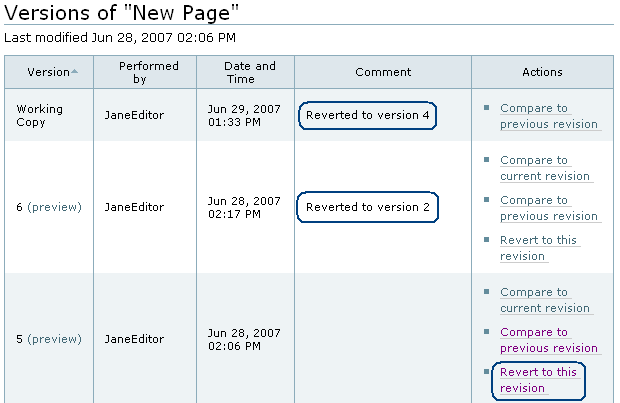 Versions of "New Page"
Last modified Jun 28, 2007 02:06 PM
Version Performed by Date and Time Comment Actions
Working Copy JaneEditor Jun 29, 2007 01:33 PM Reverted to version 4
Compare to previous revision
6 (preview) JaneEditor Jun 28, 2007 02:17 PM Reverted to version 2
Compare to current revision
Compare to previous revision
Revert to this revision
5 (preview) JaneEditor Jun 28, 2007 02:06 PM
Compare to current revision
Compare to previous revision
Revert to this revision